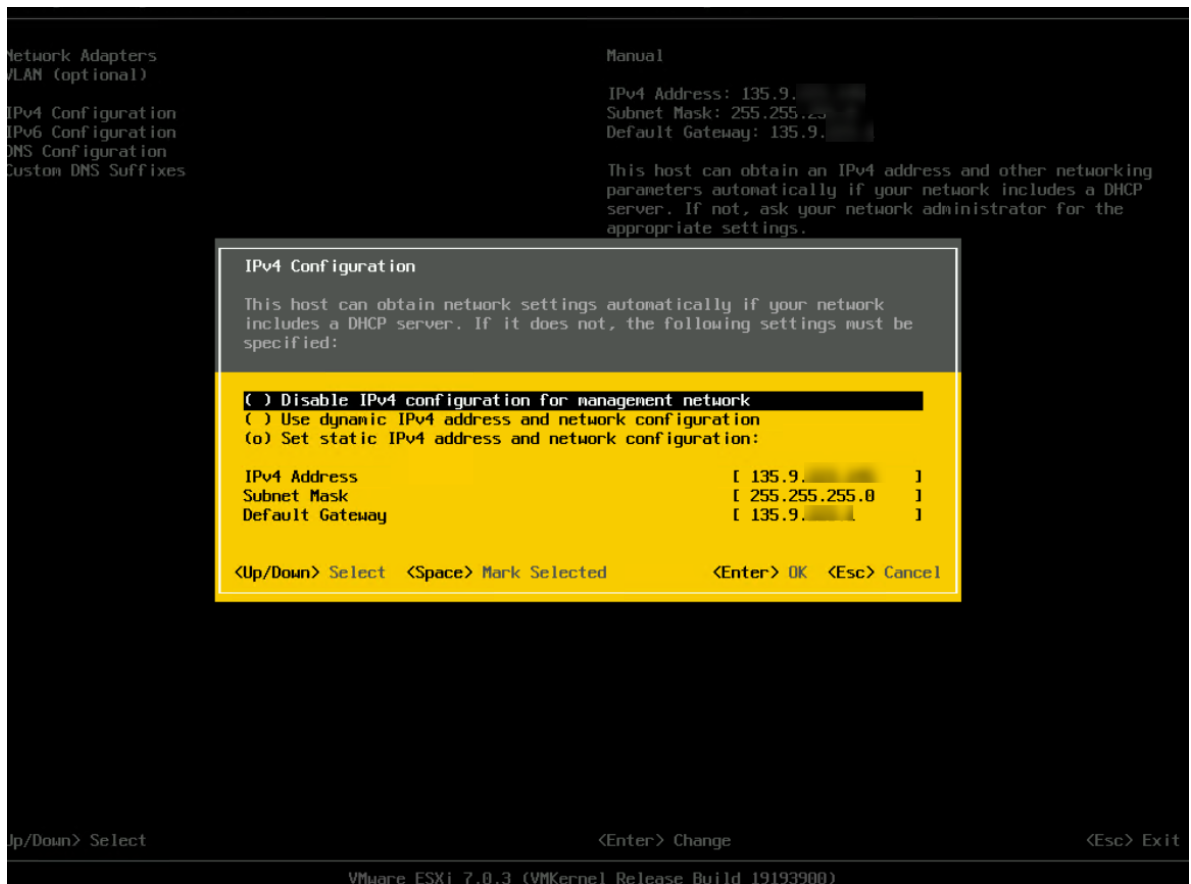 Network Adapters
VLAN (optional)
IPv4 Configuration
IPv6 Configuration
DNS Configuration
Custom DNS Suffixes
Manual
IPv4 Address: 135.9.
Subnet Mask: 255.255.
Default Gateway: 135.9.
This host can obtain an IPv4 address and other networking
parameters automatically if your network includes a DHCP
server. If not, ask your network administrator for the
appropriate settings.
IPv4 Configuration
This host can obtain network settings automatically if your network
includes a DHCP server. If it does not, the following settings must be
specified:
( ) Disable IPv4 configuration for management network
( ) Use dynamic IPv4 address and network configuration
(o) Set static IPv4 address and network configuration:
IPv4 Address [ 135.9. ]
Subnet Mask [ 255.255.255.0 ]
Default Gateway [ 135.9. ]
<Up/Down> Select <Space> Mark Selected <Enter> OK <Esc> Cancel
Up/Down> Select <Enter> Change <Esc> Exit
VMware ESXi 7.0.3 (VMKernel Release Build 19193900)